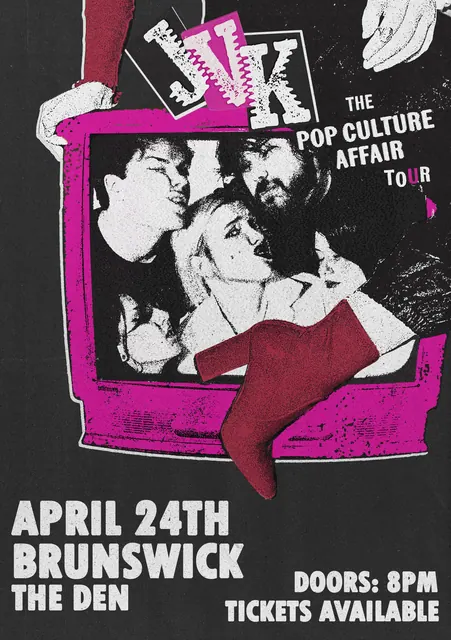 JVK
THE
POP CULTURE
AFFAIR
TOUR
APRIL 24TH
BRUNSWICK
THE DEN
DOORS: 8PM
TICKETS AVAILABLE